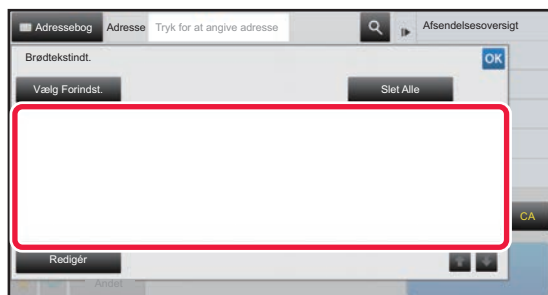 Adressebog Adresse Tryk for at angive adresse Afsendelsesoversigt
Brødtekstindt. OK
Vælg Forindst. Slet Alle
CA
Redigér
Andet